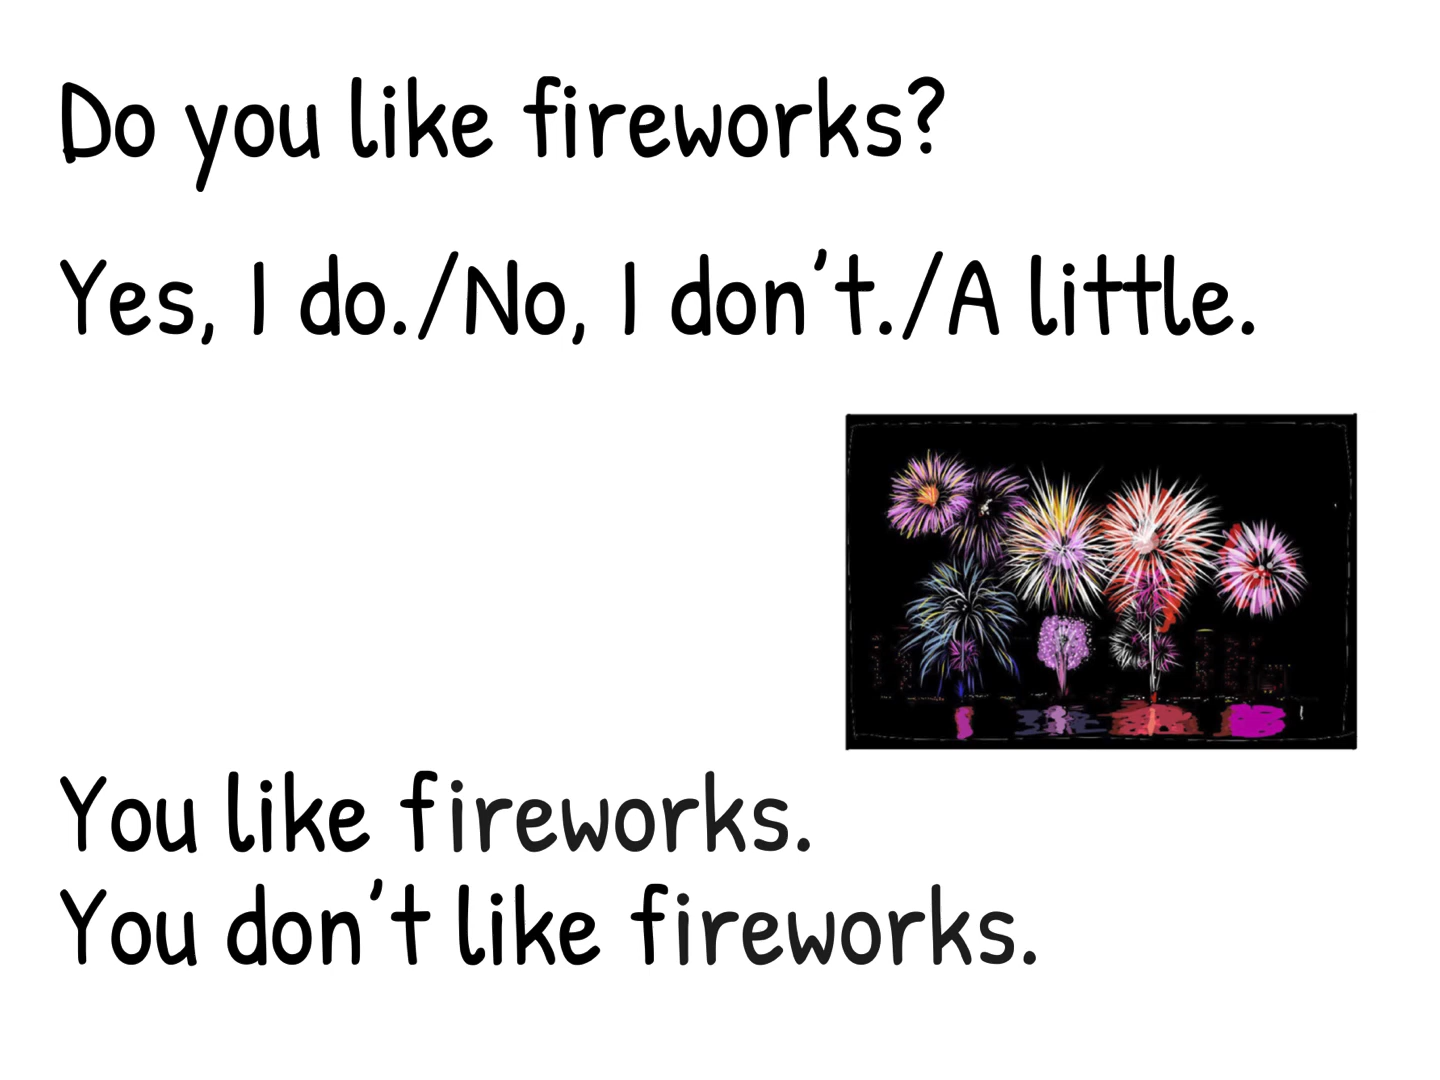 Do you like fireworks?
Yes, I do./No, I don't./A little.
You like fireworks.
You don't like fireworks.